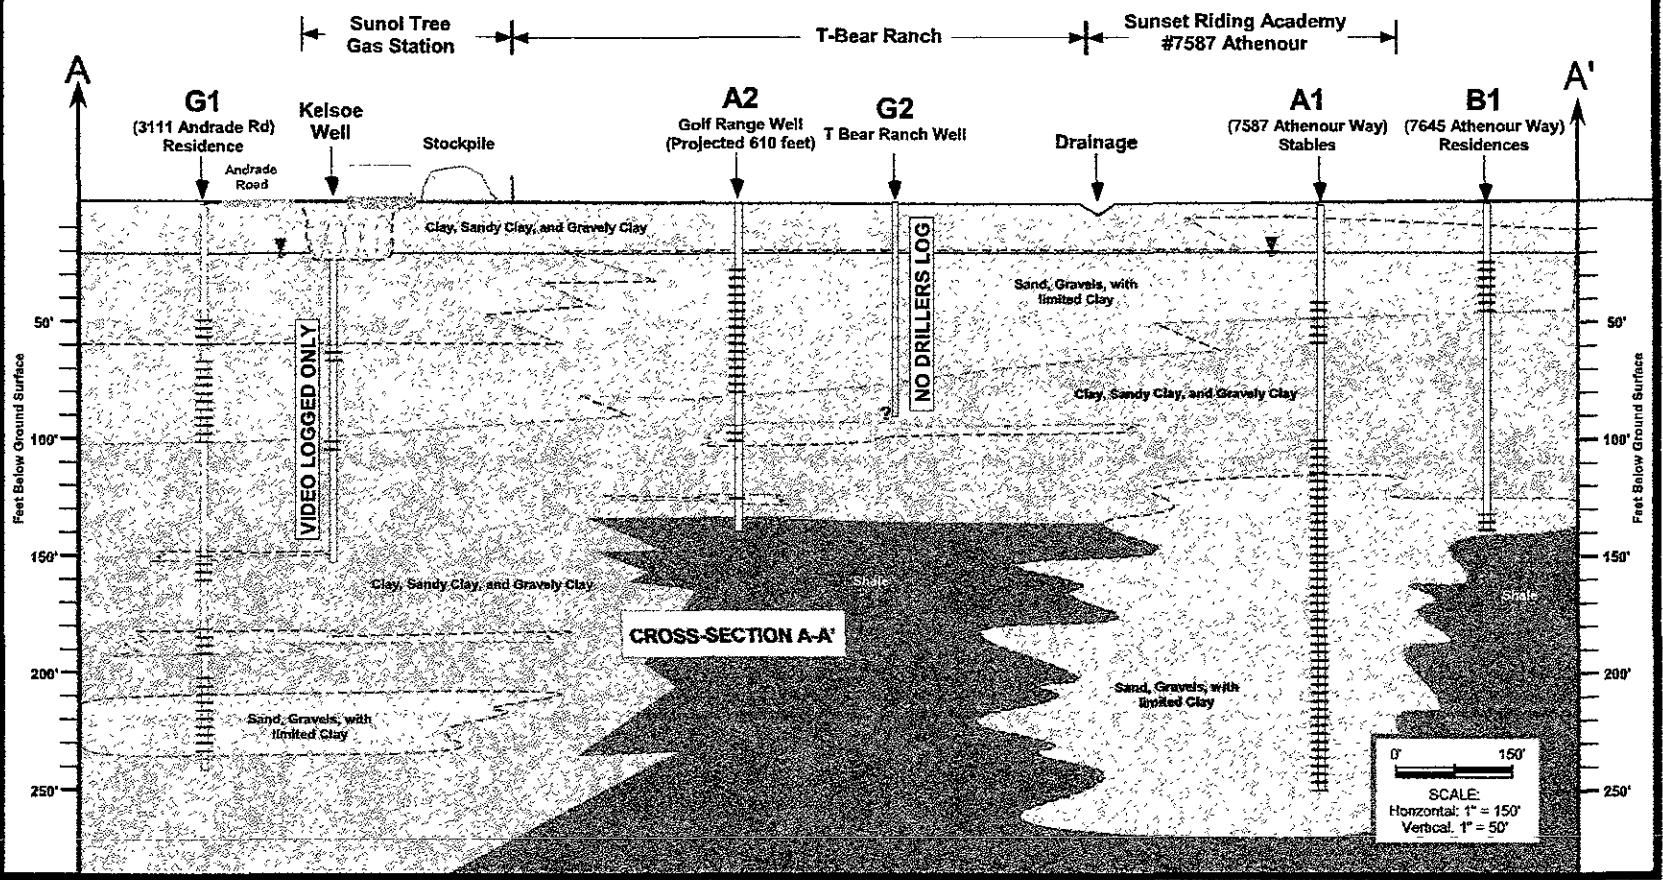 Sunol Tree
Gas Station
T-Bear Ranch
Sunset Riding Academy
#7587 Athenour
A
A'
G1
(3111 Andrade Rd)
Residence
Kelsoe
Well
Andrade
Road
Stockpile
A2
Golf Range Well
(Projected 610 feet)
G2
T Bear Ranch Well
Drainage
A1
(7587 Athenour Way)
Stables
B1
(7645 Athenour Way)
Residences
Clay, Sandy Clay, and Gravely Clay
NO DRILLERS LOG
Sand, Gravels, with
limited Clay
VIDEO LOGGED ONLY
Clay, Sandy Clay, and Gravely Clay
?
Clay, Sandy Clay, and Gravely Clay
Shale
Shale
CROSS-SECTION A-A'
Sand, Gravels, with
limited Clay
Sand, Gravels, with
limited Clay
Feet Below Ground Surface
50'
100'
150'
200'
250'
Feet Below Ground Surface
50'
100'
150'
200'
250'
0' 150'
SCALE:
Horizontal: 1" = 150'
Vertical: 1" = 50'